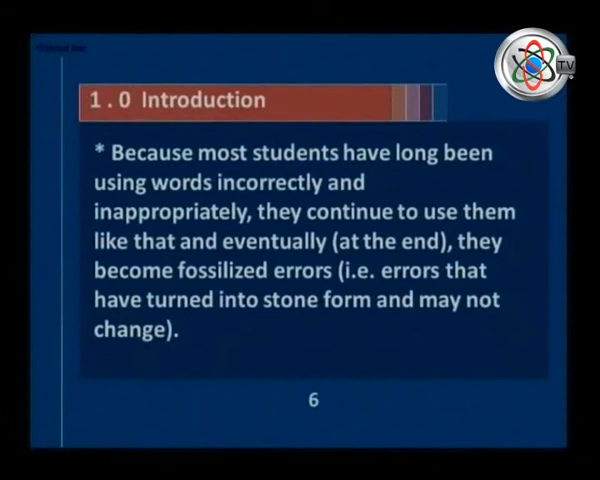 1.0 Introduction
* Because most students have long been
using words incorrectly and
inappropriately, they continue to use them
like that and eventually (at the end), they
become fossilized errors (i.e. errors that
have turned into stone form and may not
change).
6
TV